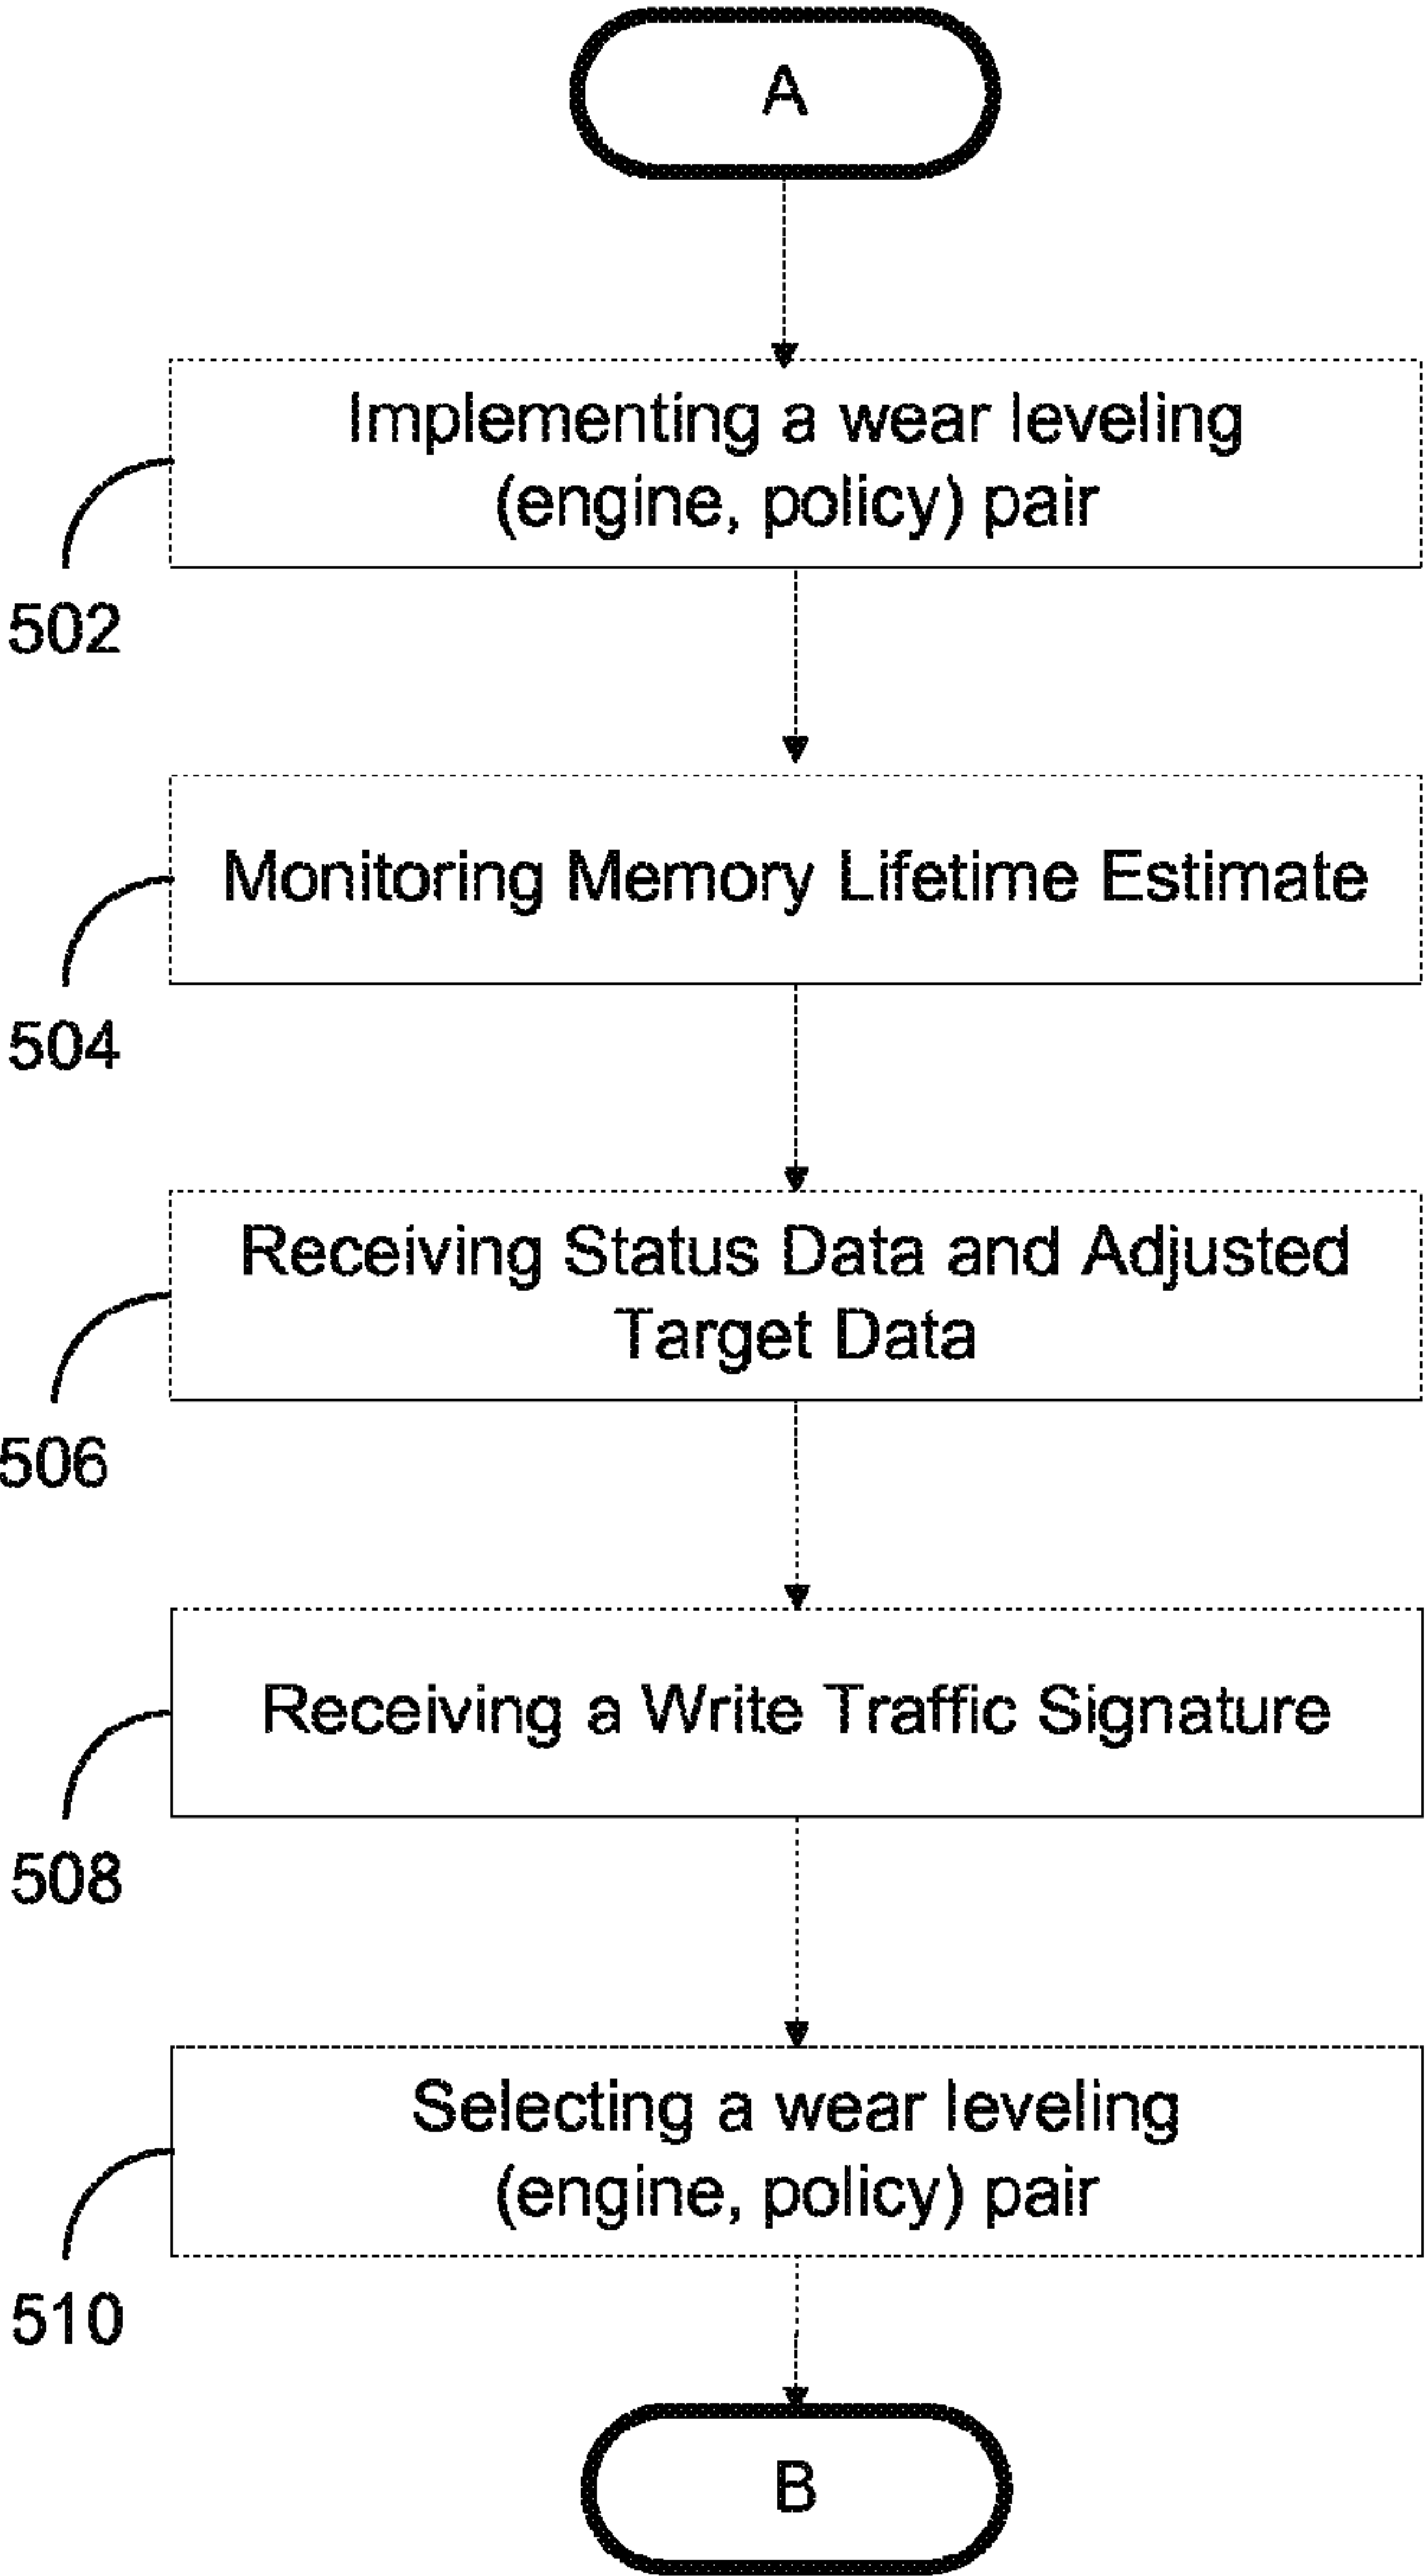 A
Implementing a wear leveling
(engine, policy) pair
502
Monitoring Memory Lifetime Estimate
504
Receiving Status Data and Adjusted
Target Data
506
Receiving a Write Traffic Signature
508
Selecting a wear leveling
(engine, policy) pair
510
B